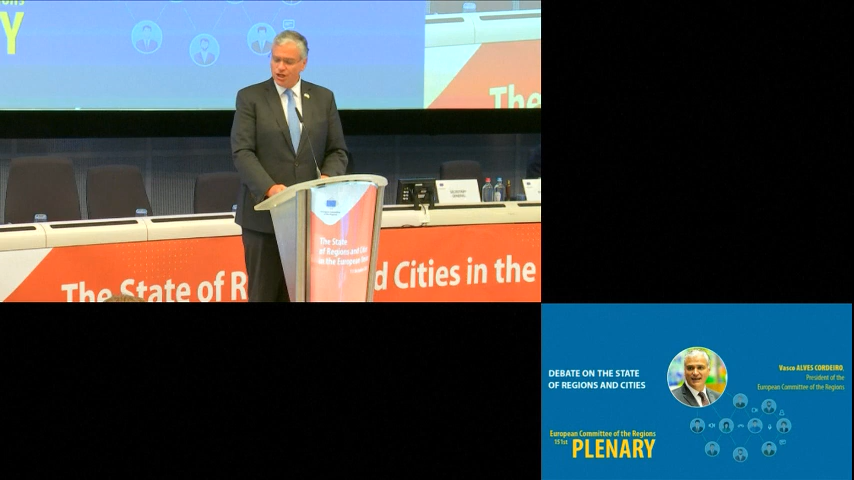 Y
The
The State
of Regions and Cities
in the European
The State of R
d Cities in the
DEBATE ON THE STATE
OF REGIONS AND CITIES
Vasco ALVES CORDEIRO,
President of the
European Committee of the Regions
European Committee of the Regions
151st PLENARY